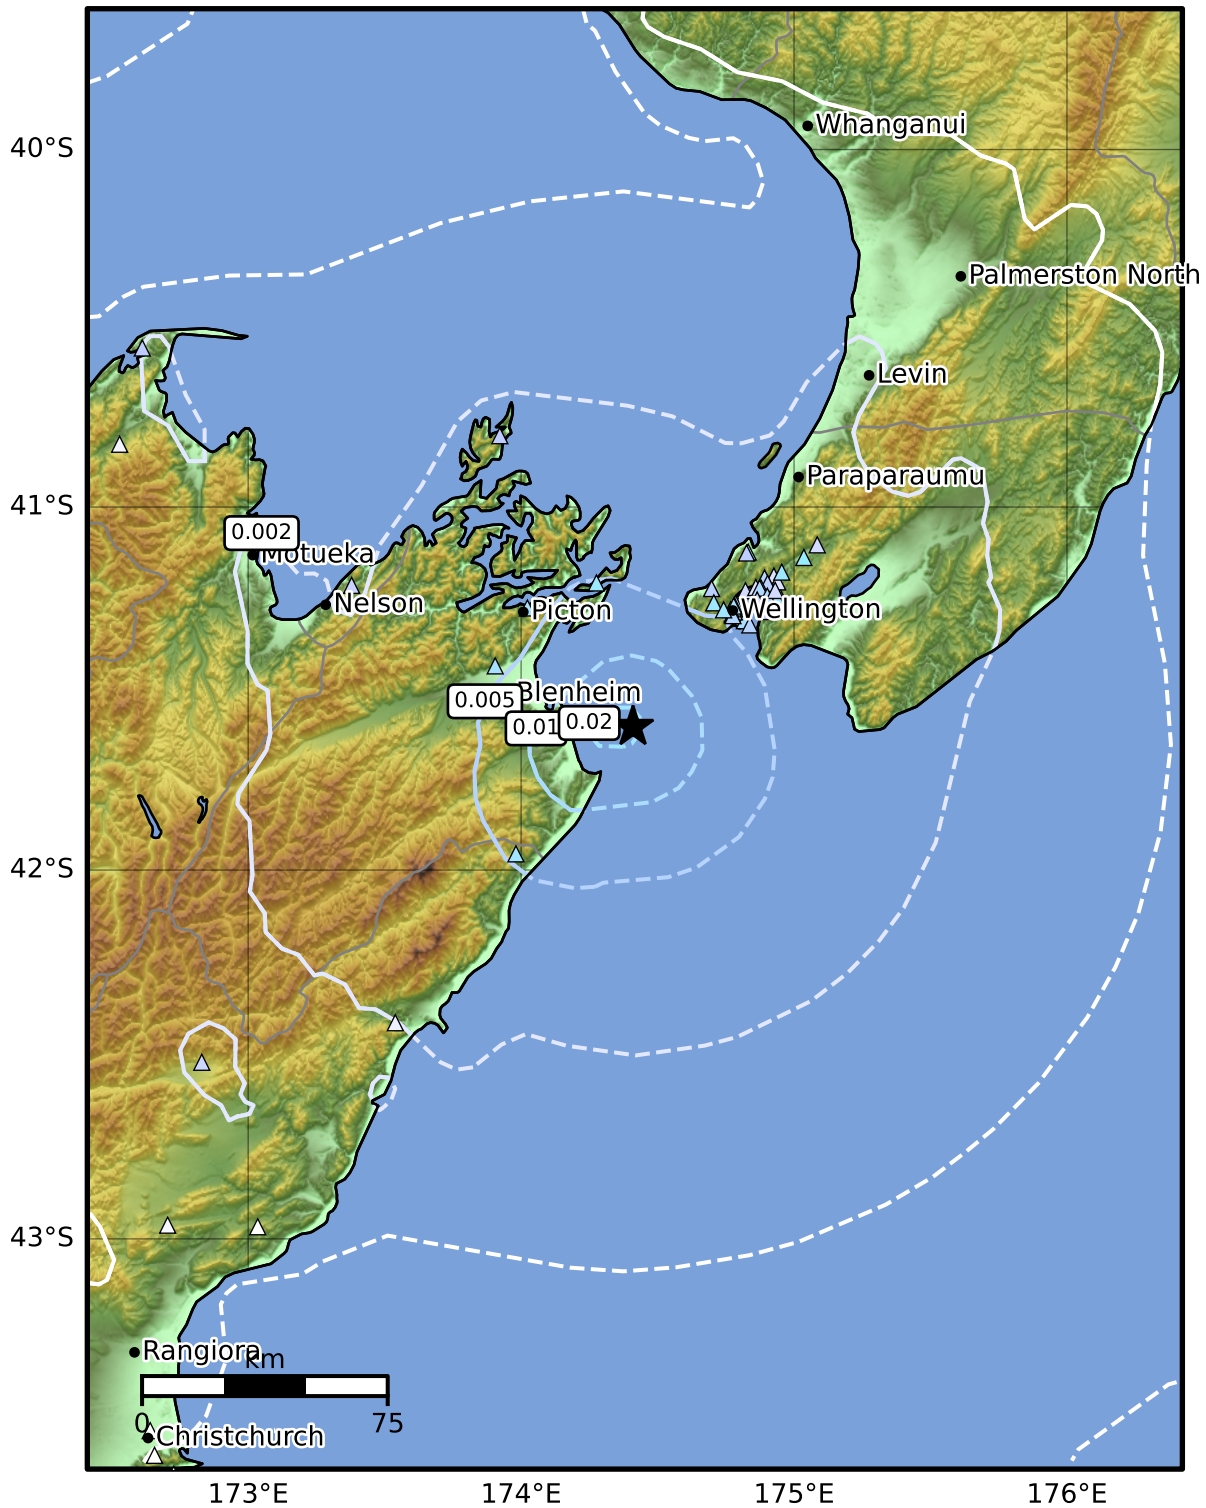 Whanganui
40°S
Palmerston North
Levin
Paraparaumu
41°S
0.002
Motueka
Nelson
Picton
Wellington
Blenheim
0.005
0.01
0.02
42°S
43°S
Rangiora
km
0
75
Christchurch
173°E
174°E
175°E
176°E